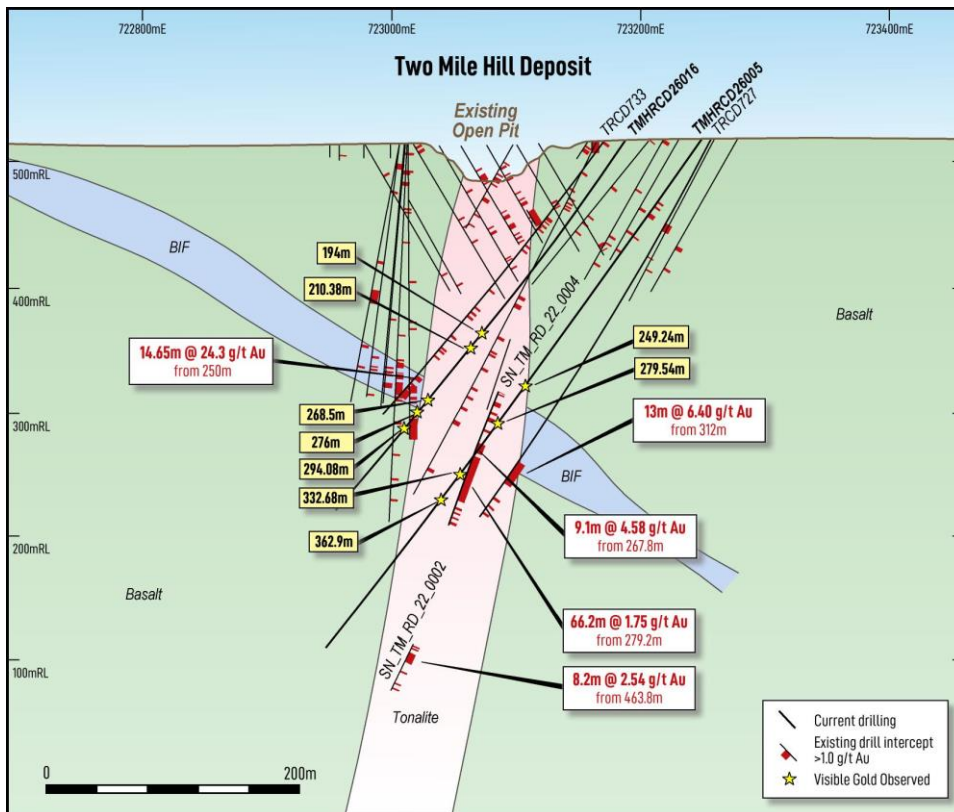 722800mE
723000mE
723200mE
723400mE
Two Mile Hill Deposit
Existing
Open Pit
TRCD733
TMHRCD26016
TMHRCD26005
TRCD727
500mRL
400mRL
300mRL
200mRL
100mRL
BIF
194m
210.38m
14.65m @ 24.3 g/t Au
from 250m
268.5m
276m
294.08m
332.68m
362.9m
SN_TM_RD_22_0004
249.24m
279.54m
Basalt
13m @ 6.40 g/t Au
from 312m
BIF
9.1m @ 4.58 g/t Au
from 267.8m
66.2m @ 1.75 g/t Au
from 279.2m
8.2m @ 2.54 g/t Au
from 463.8m
Basalt
SN_TM_RD_22_0002
Tonalite
0
200m
Current drilling
Existing drill intercept
>1.0 g/t Au
Visible Gold Observed